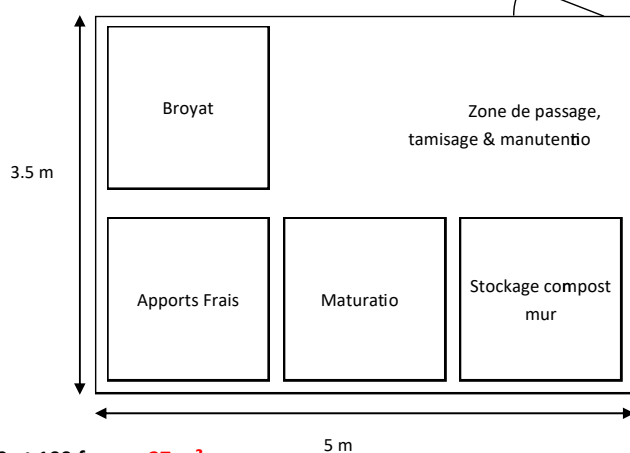 Broyat
Zone de passage,
tamisage & manutentio
3.5 m
Apports Frais
Maturatio
Stockage compost
mur
5 m